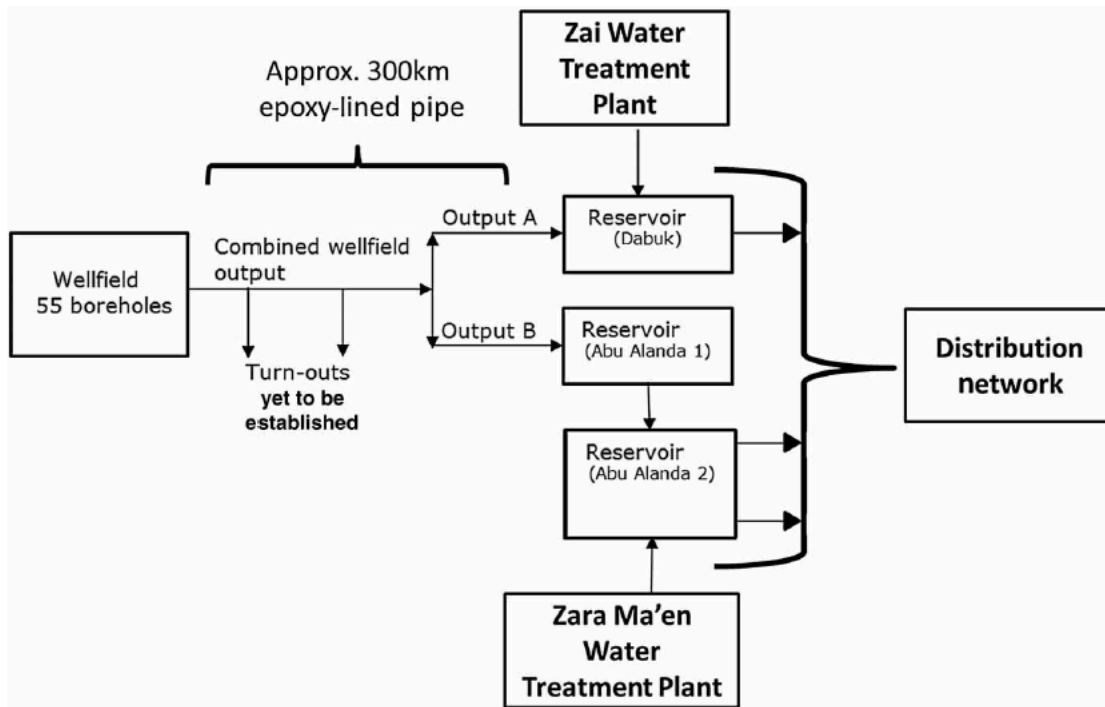 Zai Water
Treatment
Plant
Approx. 300km
epoxy-lined pipe
Output A
Reservoir
(Dabuk)
Combined wellfield
output
Wellfield
55 boreholes
Output B
Reservoir
(Abu Alanda 1)
Distribution
network
Turn-outs
yet to be
established
Reservoir
(Abu Alanda 2)
Zara Ma’en
Water
Treatment Plant